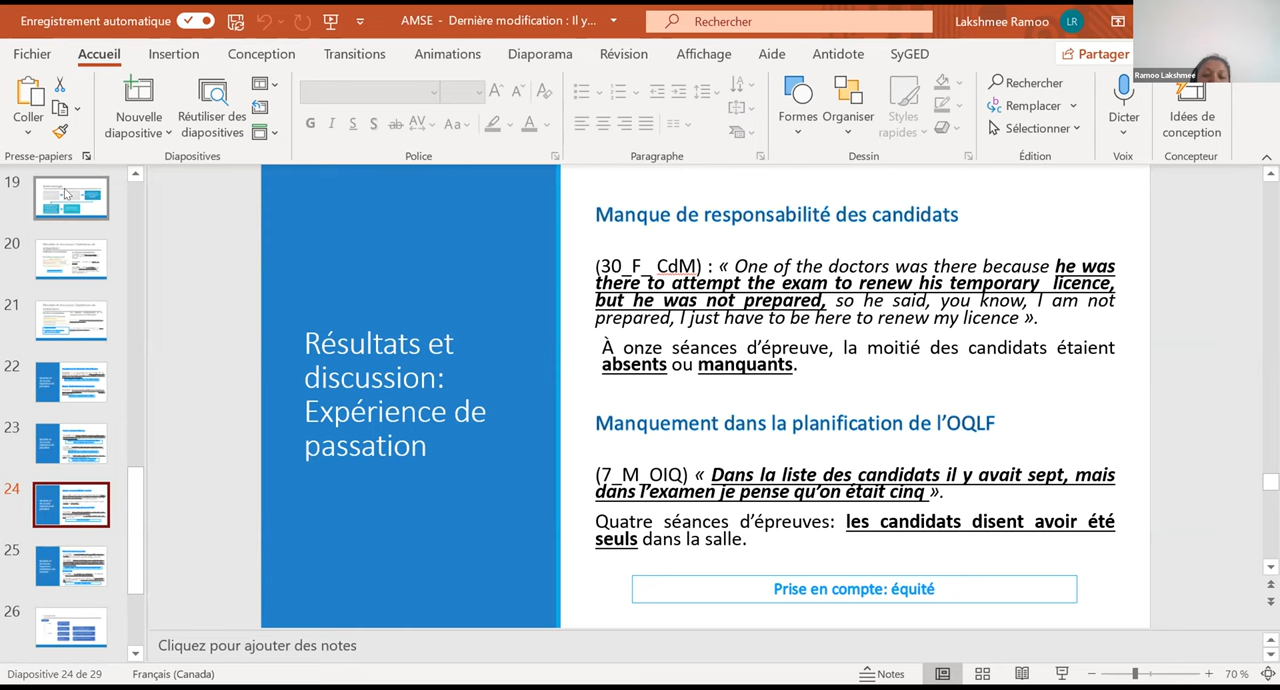 Enregistrement automatique
AMSE - Dernière modification : Il y...
Rechercher
Lakshmee Ramoo
LR
Fichier
Accueil
Insertion
Conception
Transitions
Animations
Diaporama
Révision
Affichage
Aide
Antidote
SyGED
Partager
Ramoo Lakshmee
Coller
Nouvelle
diapositive
Réutiliser des
diapositives
G I S S ab AV Aa A
Formes
Organiser
Styles
rapides
Rechercher
Remplacer
Sélectionner
Dicter
Idées de
conception
Presse-papiers
Diapositives
Police
Paragraphe
Dessin
Édition
Voix
Concepteur
19
20
21
22
23
24
25
26
Résultats et
discussion:
Expérience de
passation
Manque de responsabilité des candidats
(30_F_ CdM) : « One of the doctors was there because he was
there to attempt the exam to renew his temporary licence,
but he was not prepared, so he said, you know, I am not
prepared, I just have to be here to renew my licence ».
À onze séances d'épreuve, la moitié des candidats étaient
absents ou manquants.
Manquement dans la planification de l'OQLF
(7_M_OIQ) « Dans la liste des candidats il y avait sept, mais
dans l'examen je pense qu'on était cinq ».
Quatre séances d'épreuves: les candidats disent avoir été
seuls dans la salle.
Prise en compte: équité
Cliquez pour ajouter des notes
Diapositive 24 de 29
Français (Canada)
Notes
70 %